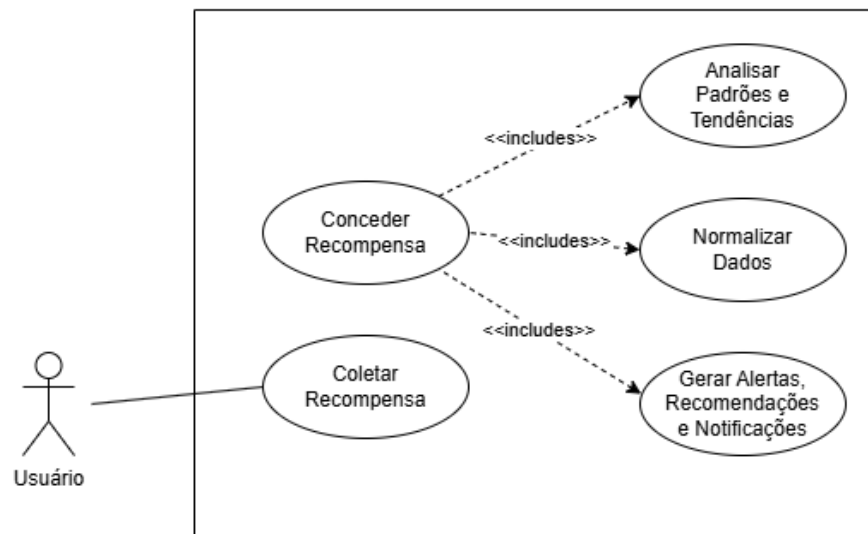 Analisar
Padrões e
Tendências
<<includes>>
Conceder
Recompensa
<<includes>>
Normalizar
Dados
<<includes>>
Coletar
Recompensa
Gerar Alertas,
Recomendações
e Notificações
Usuário